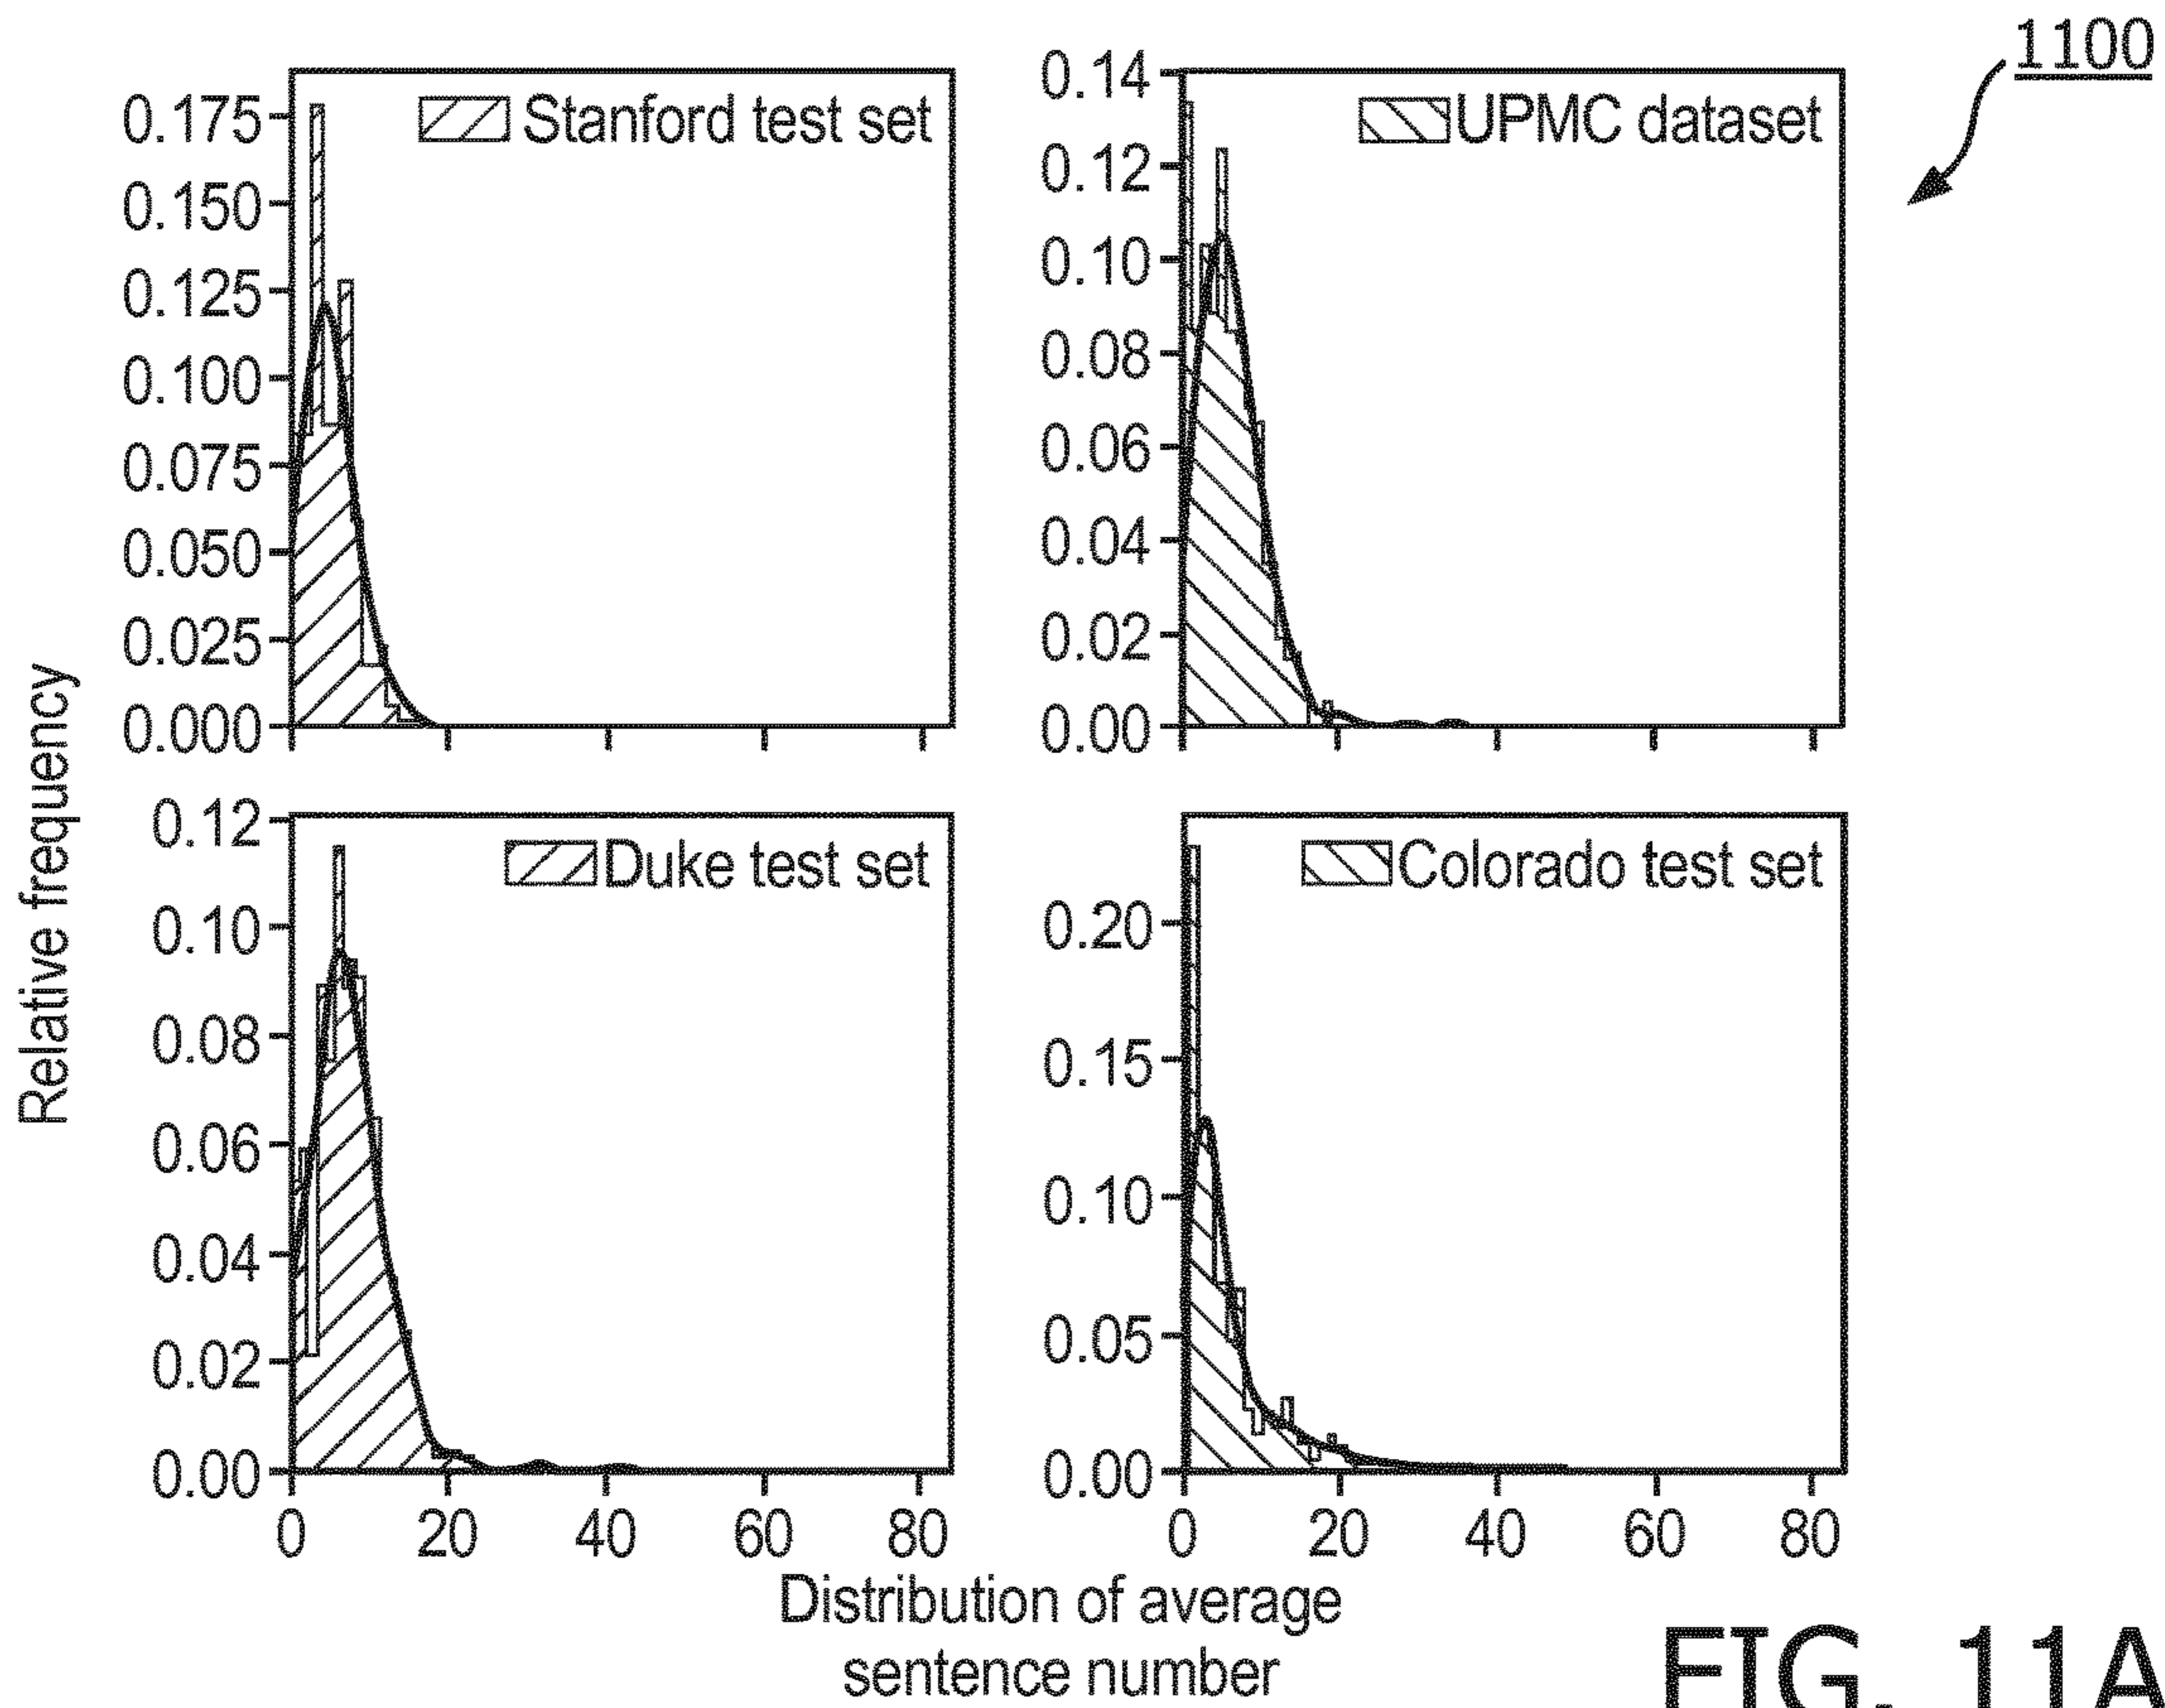 1100
Stanford test set
0.175
0.150
0.125
0.100
0.075
0.050
0.025
0.000
UPMC dataset
0.14
0.12
0.10
0.08
0.06
0.04
0.02
0.00
Relative frequency
Duke test set
0.12
0.10
0.08
0.06
0.04
0.02
0.00
0 20 40 60 80
Colorado test set
0.20
0.15
0.10
0.05
0.00
0 20 40 60 80
Distribution of average
sentence number
FIG. 11A